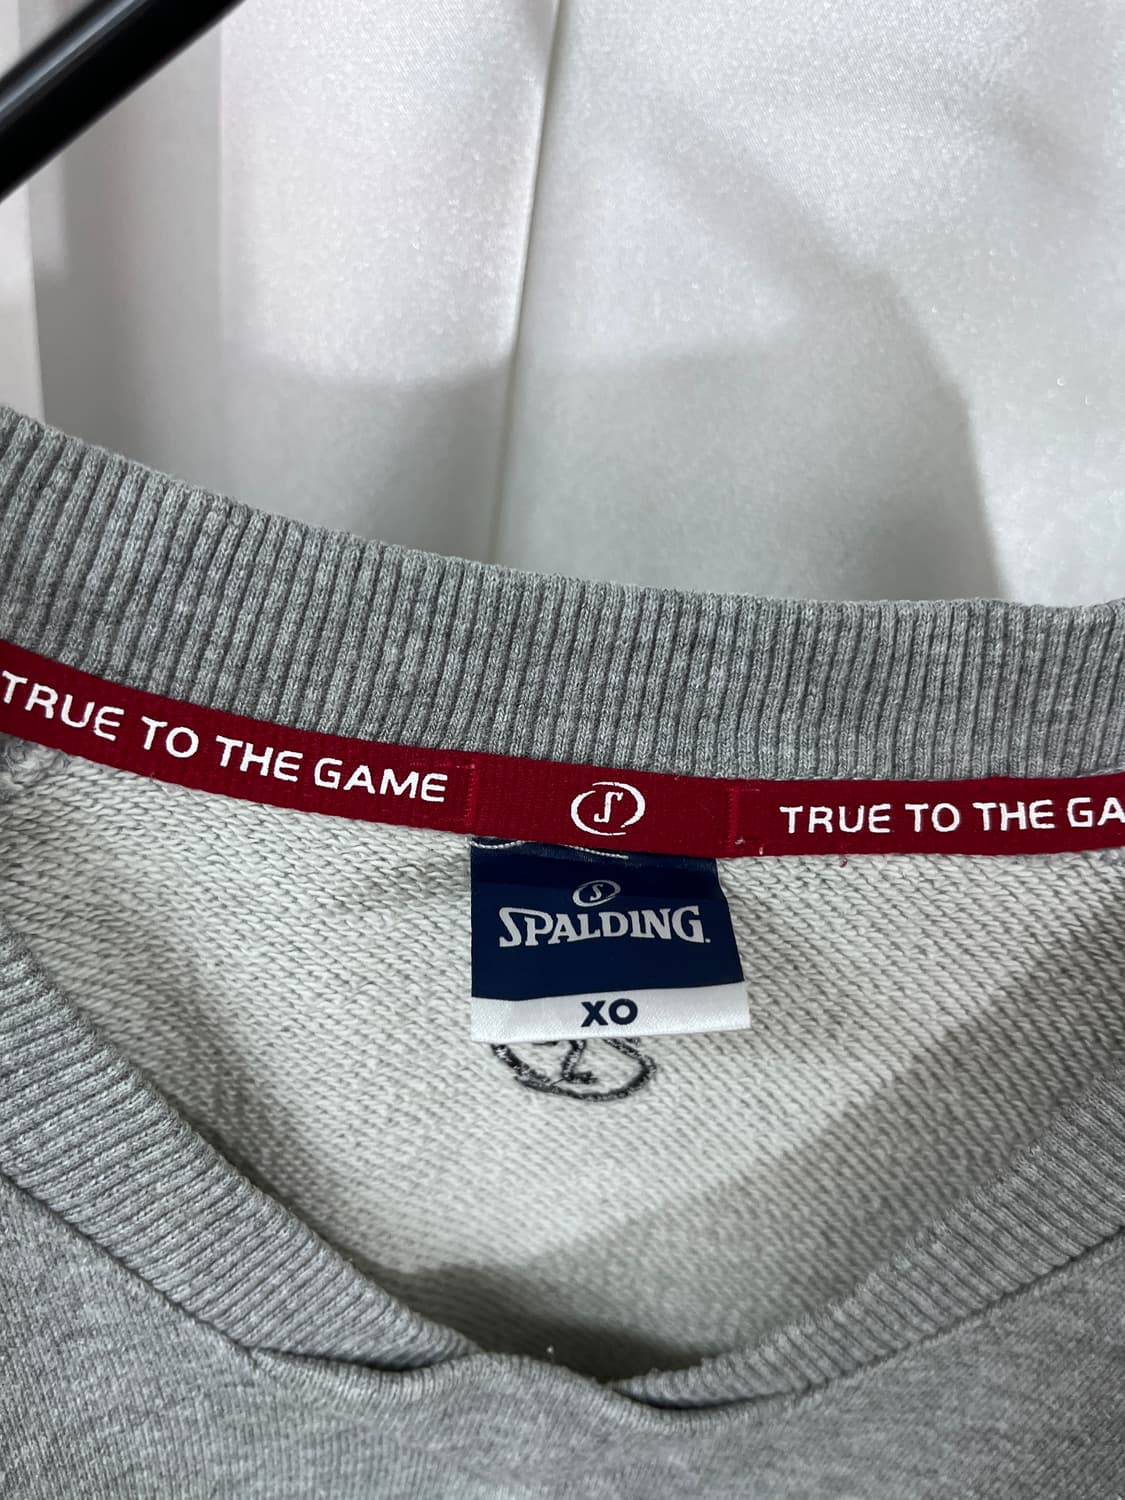 TRUE TO THE GAME
S
TRUE TO THE GA
S
SPALDING.
XO